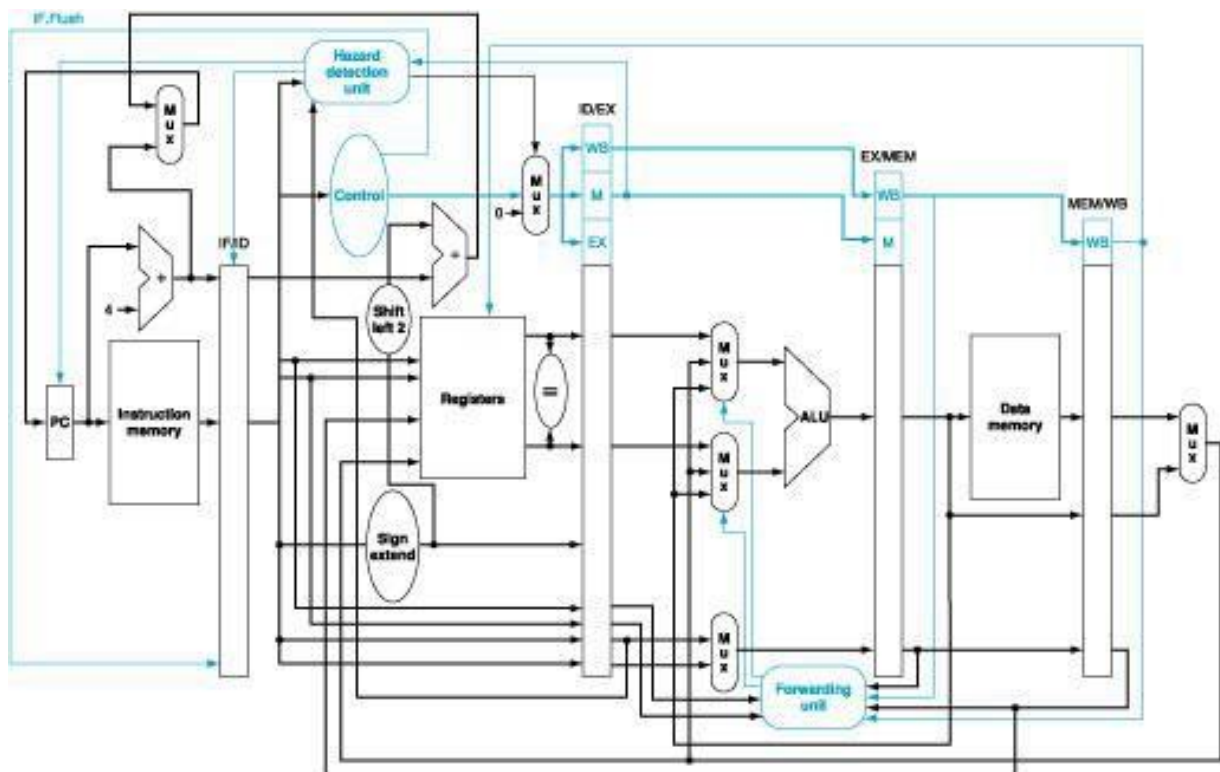 IF.Flush
Hazard
detection
unit
M
u
x
ID/EX
WB
EX/MEM
M
u
x
Control
M
WB
MEM/WB
0
+
EX
M
WB
IF/ID
+
4
Shift
left 2
M
u
x
PC
Instruction
memory
Registers
=
ALU
Data
memory
M
u
x
M
u
x
Sign
extend
M
u
x
Forwarding
unit